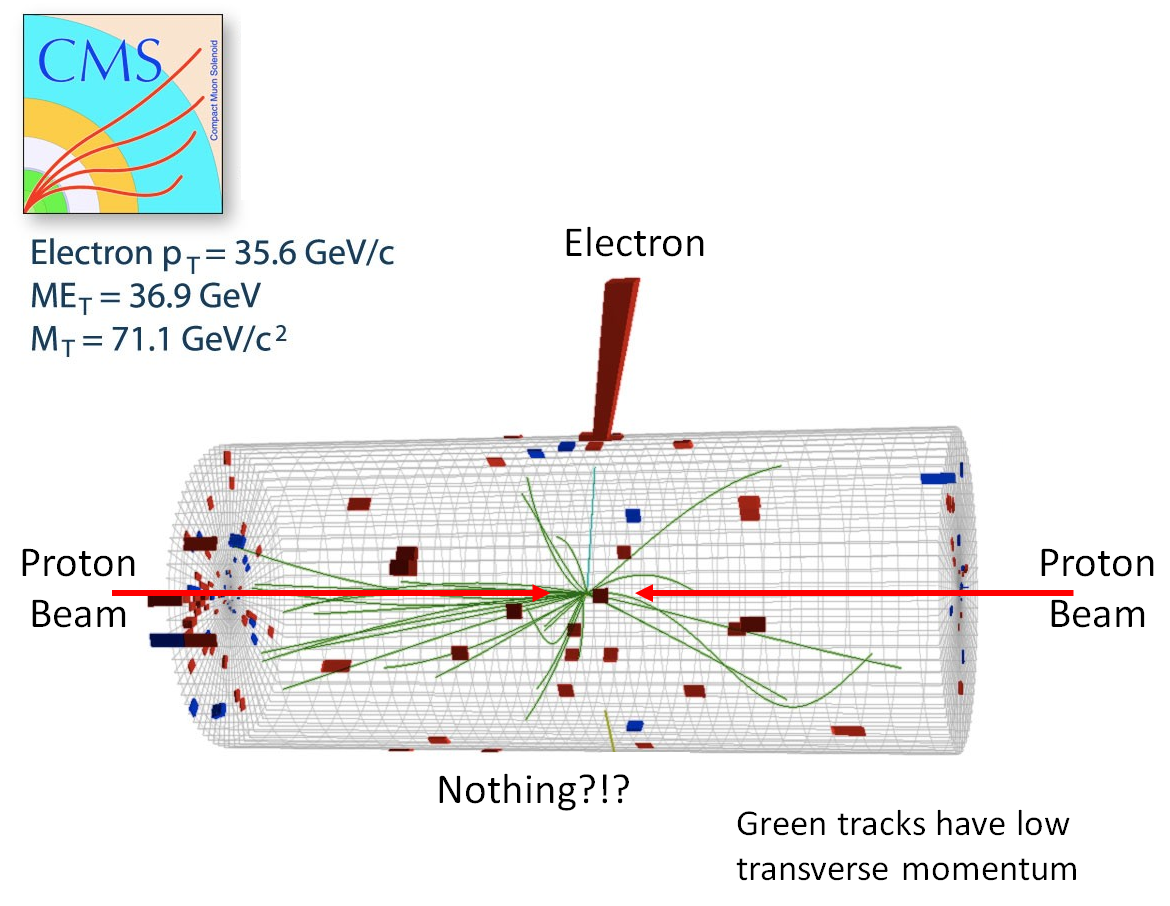 CMS
Compact Muon Solenoid
Electron pT = 35.6 GeV/c
MET = 36.9 GeV
MT = 71.1 GeV/c²
Electron
Proton
Beam
Proton
Beam
Nothing?!?
Green tracks have low
transverse momentum